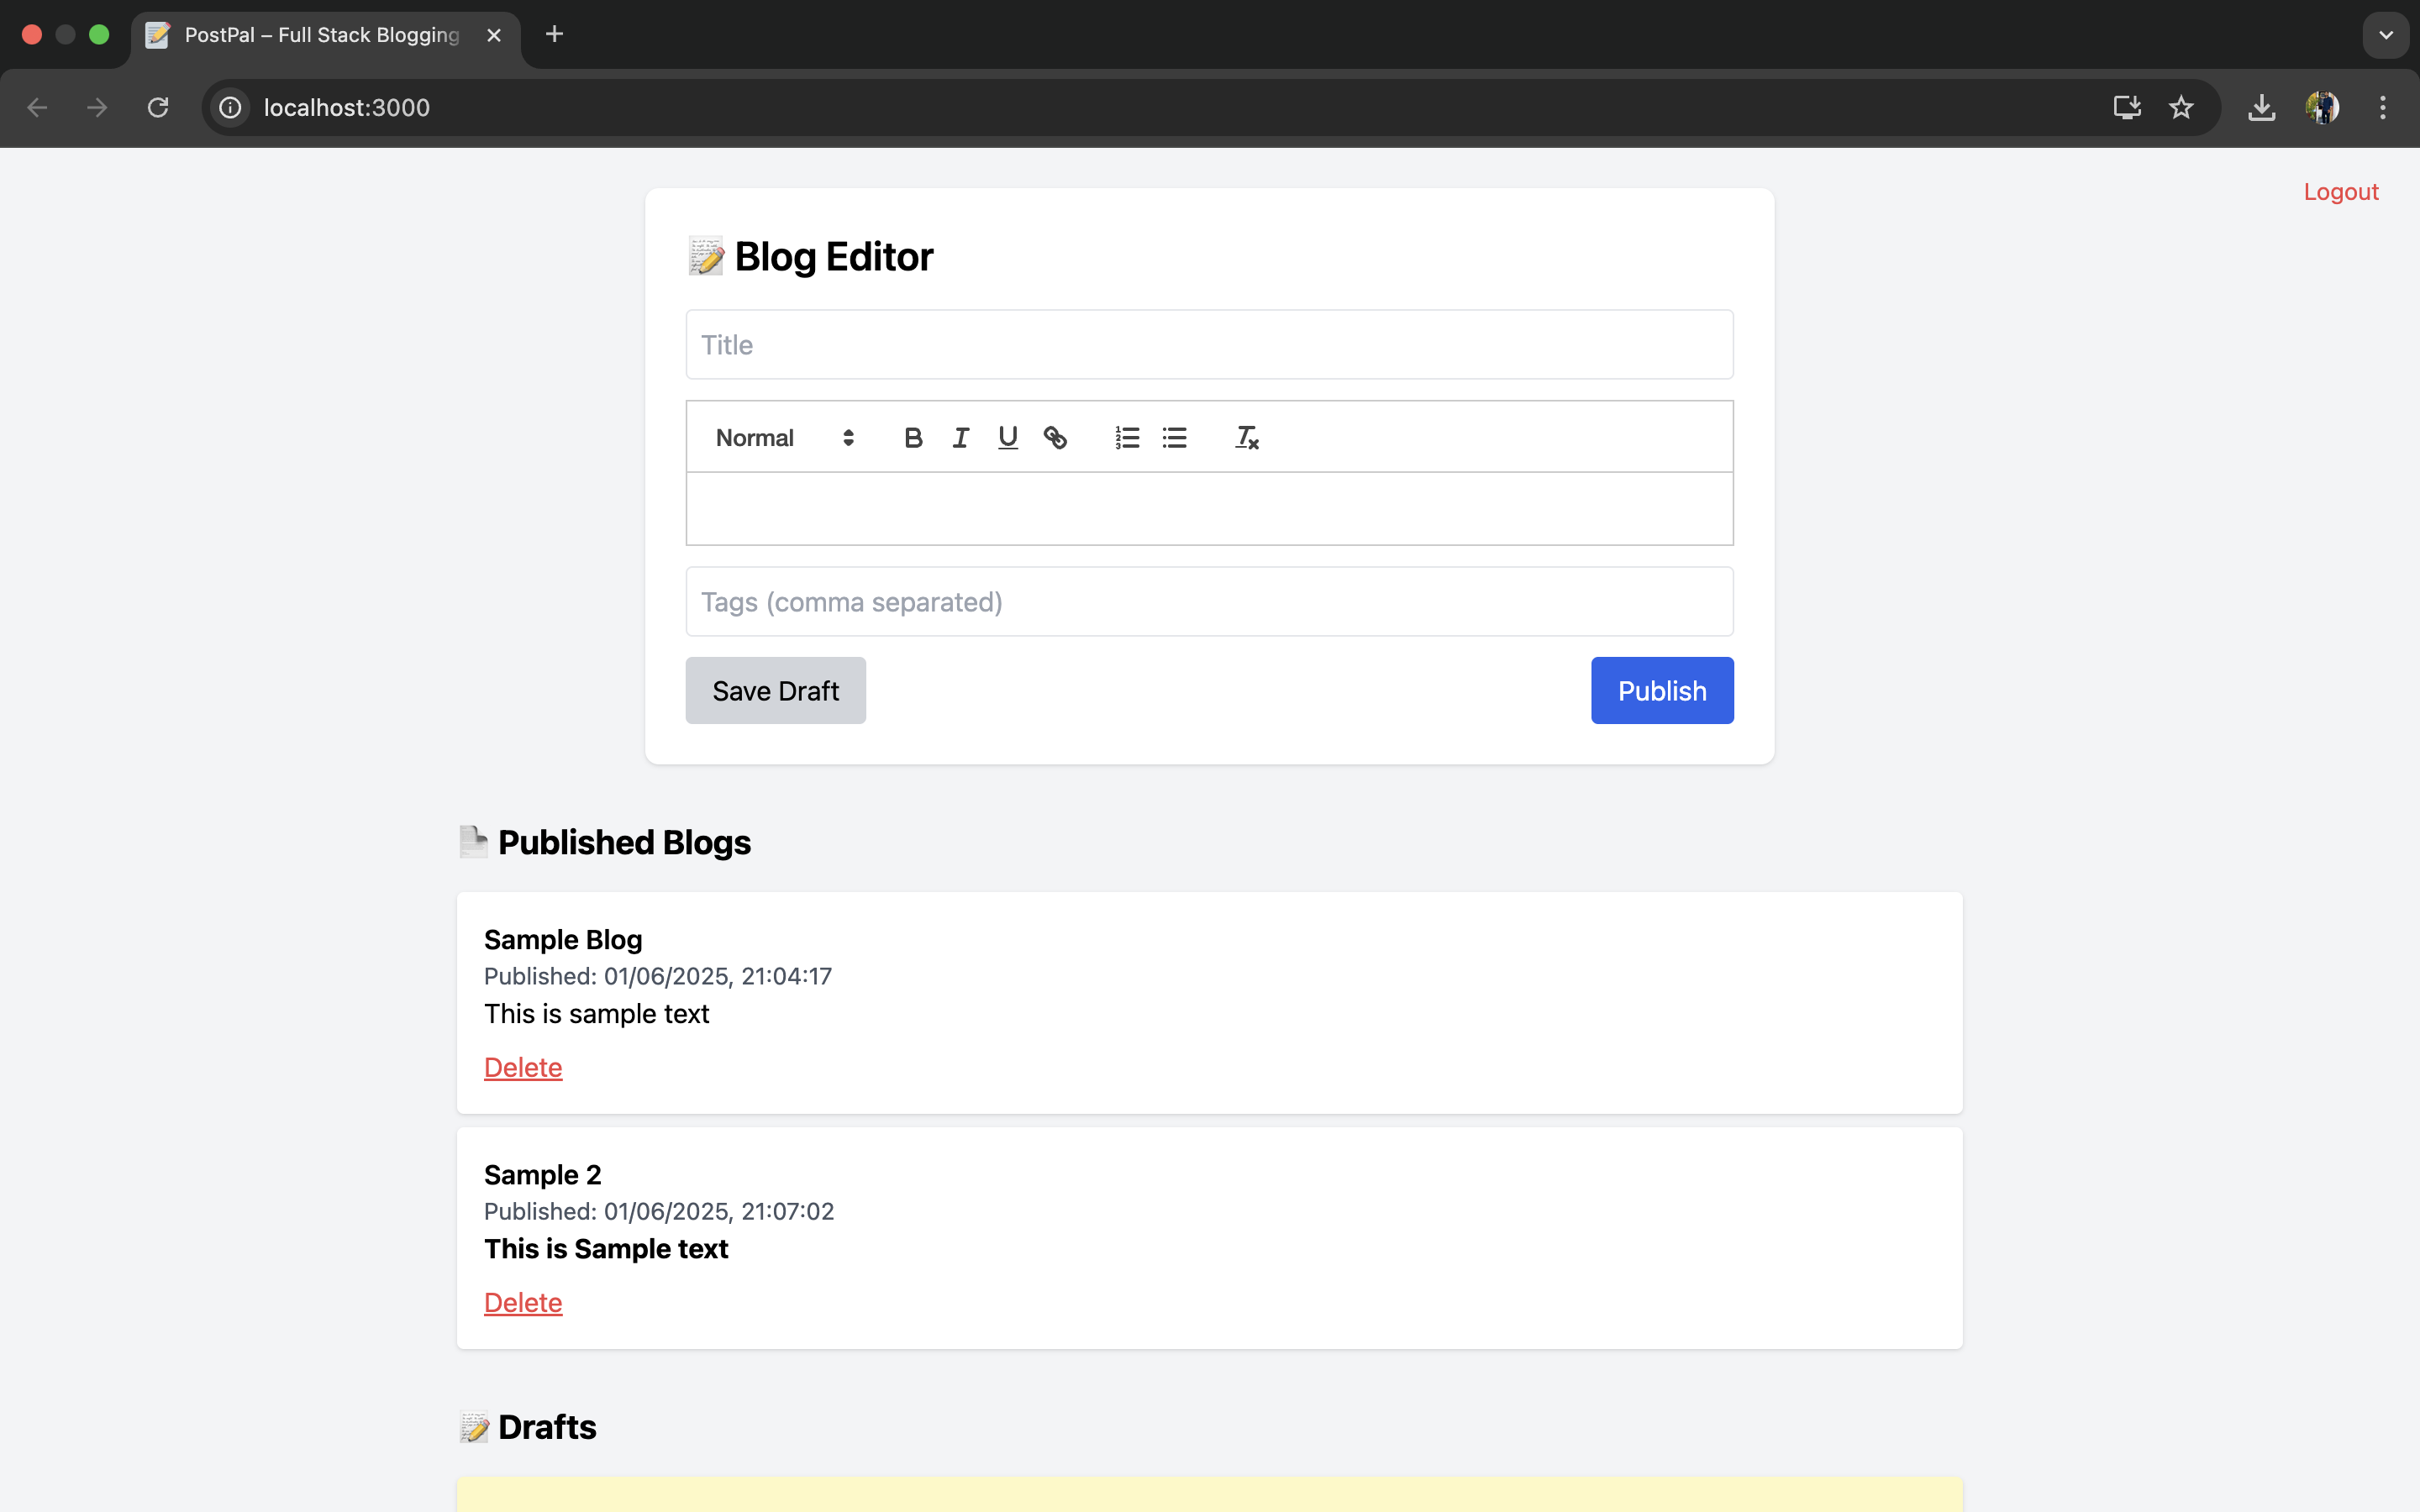 PostPal – Full Stack Blogging
localhost:3000
Logout
Blog Editor
Title
Normal
Tags (comma separated)
Save Draft
Publish
Published Blogs
Sample Blog
Published: 01/06/2025, 21:04:17
This is sample text
Delete
Sample 2
Published: 01/06/2025, 21:07:02
This is Sample text
Delete
Drafts